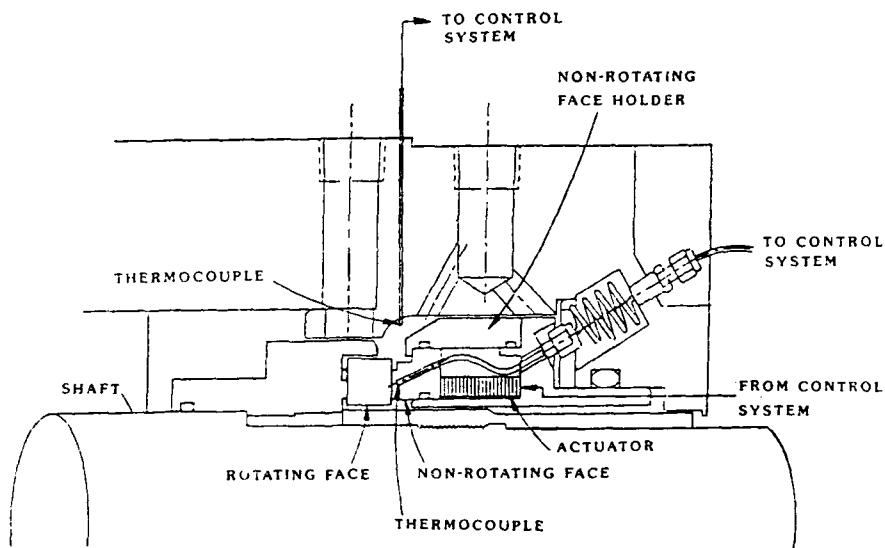 TO CONTROL
SYSTEM
NON-ROTATING
FACE HOLDER
TO CONTROL
SYSTEM
THERMOCOUPLE
SHAFT
FROM CONTROL
SYSTEM
ACTUATOR
ROTATING FACE
NON-ROTATING FACE
THERMOCOUPLE